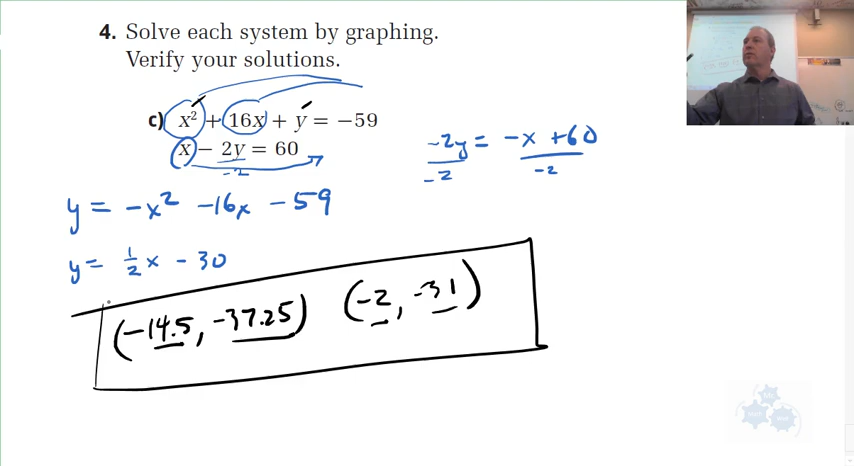 4. Solve each system by graphing.
Verify your solutions.
c) x² + 16x + y = −59
x − 2y = 60
-2
-2y = -x +60
-2 -2
y = -x² -16x -59
y = ½x - 30
(-14.5, -37.25) (-2, -31)